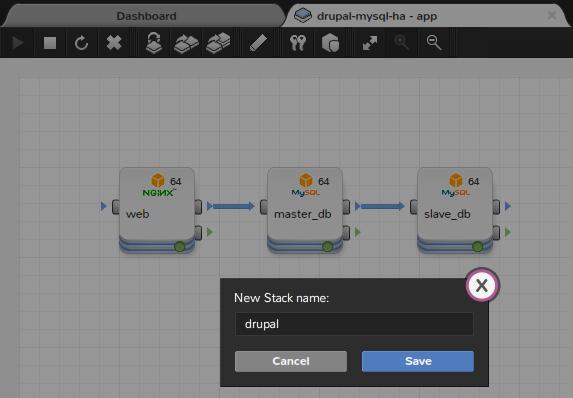 Dashboard
drupal-mysql-ha - app
64
NGINX
web
64
MySQL
master_db
64
MySQL
slave_db
New Stack name:
drupal
Cancel
Save